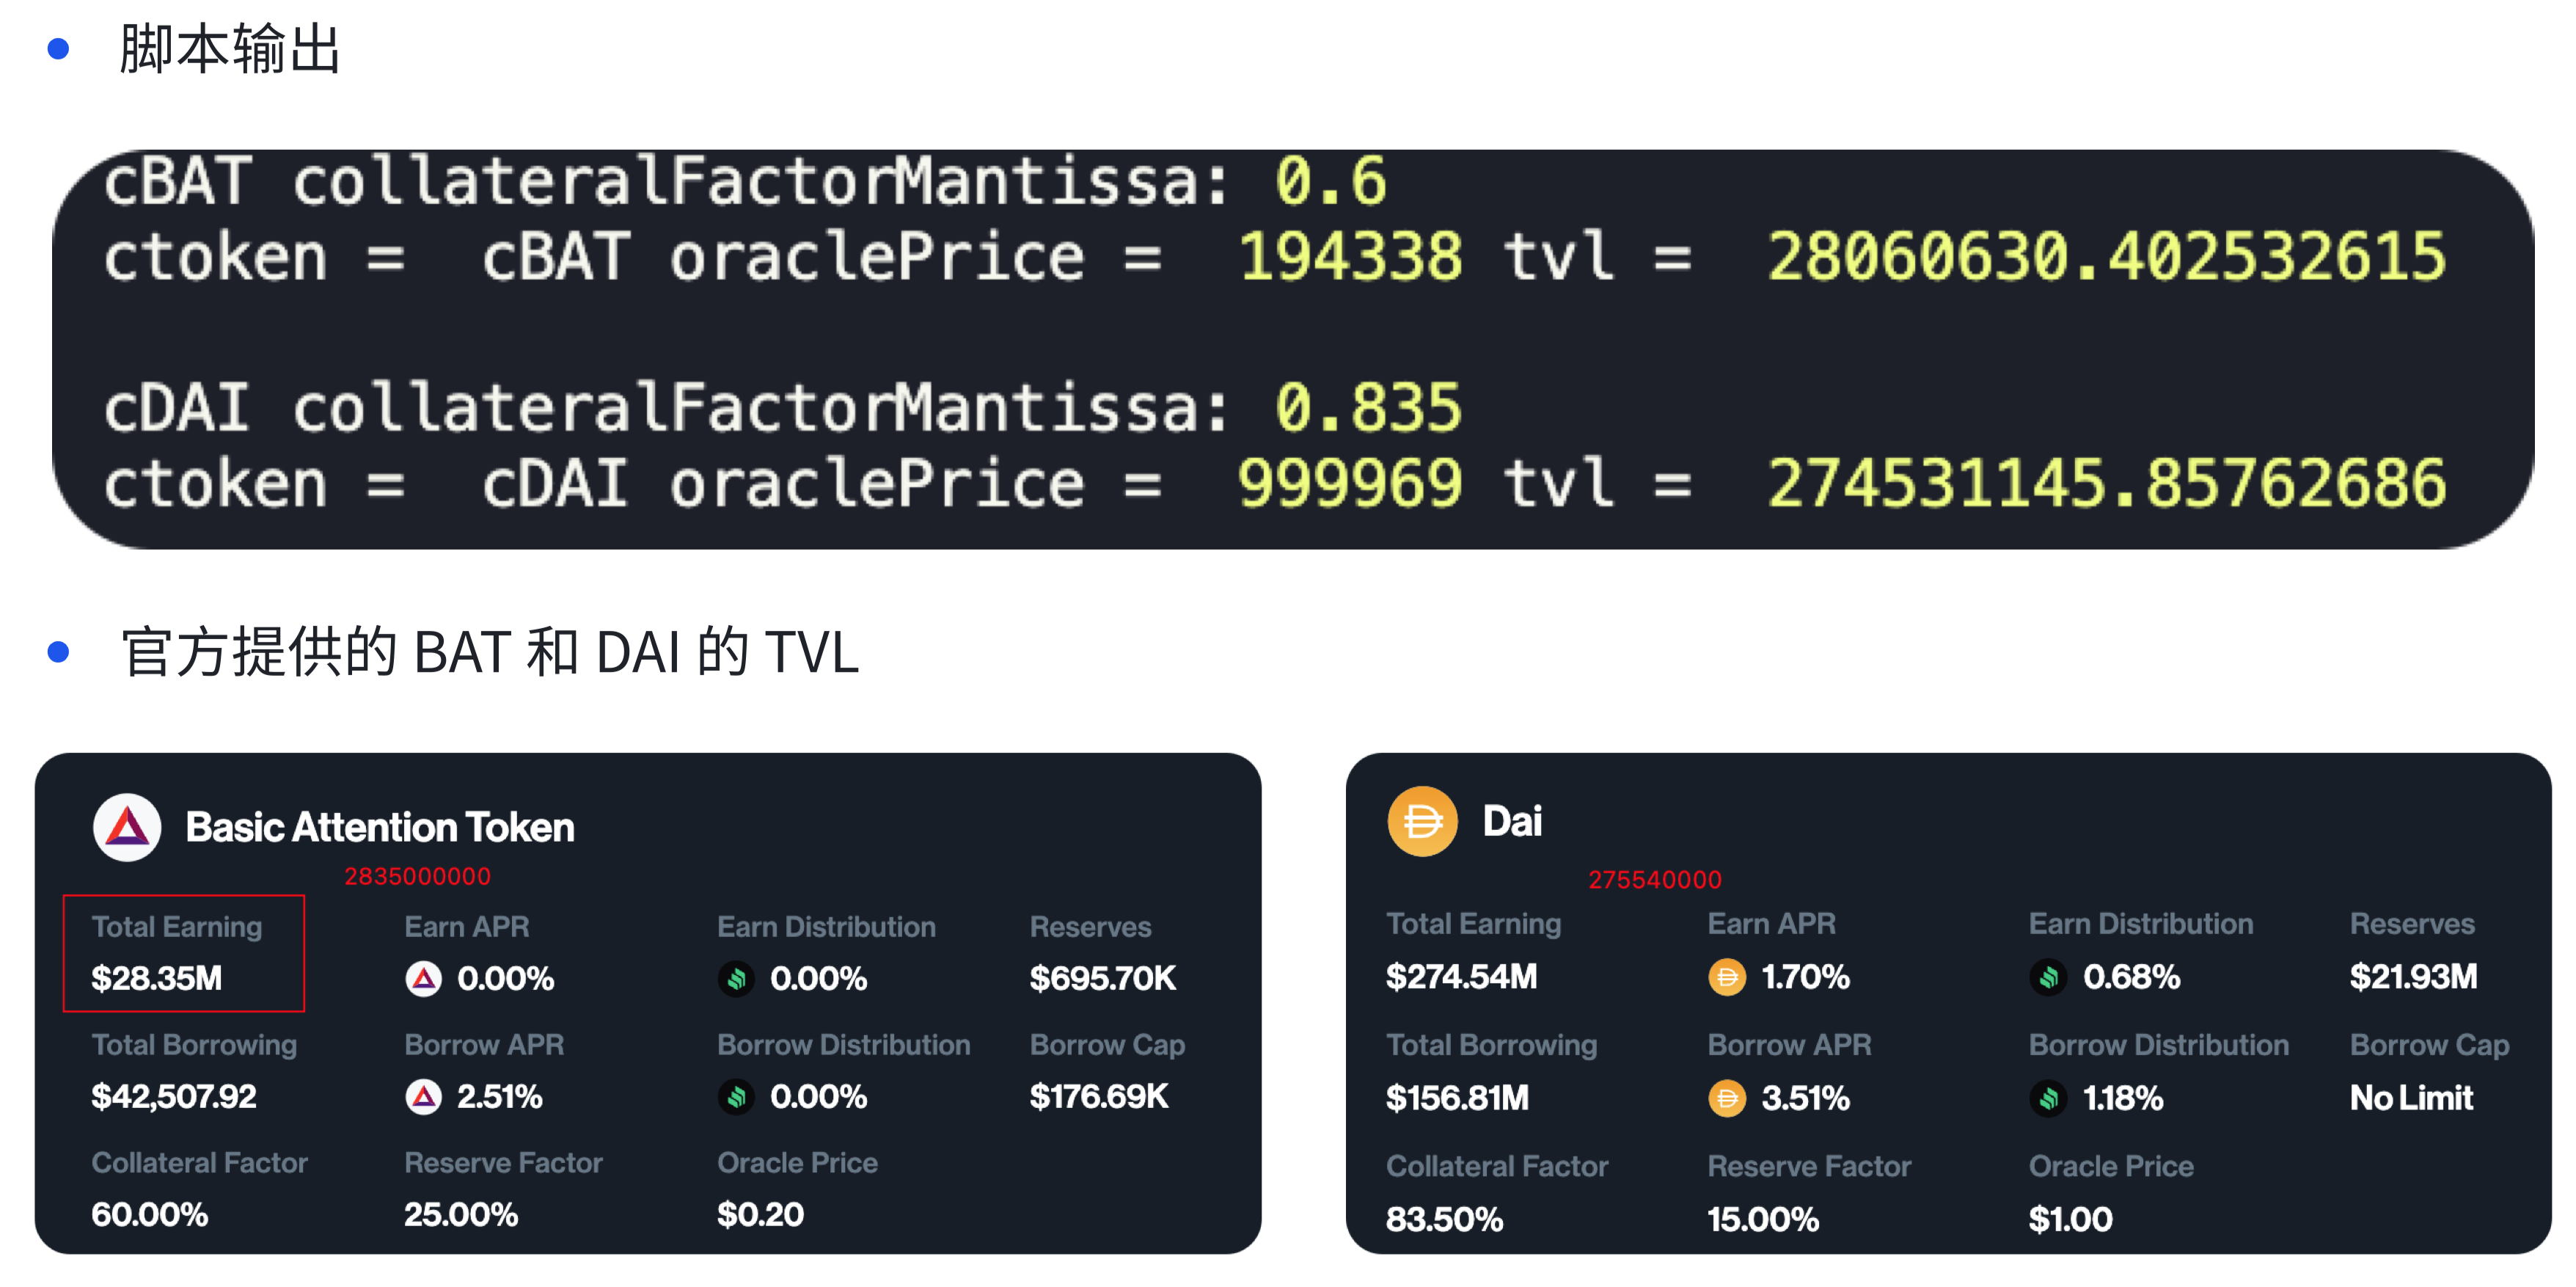 脚本输出
cBAT collateralFactorMantissa: 0.6
ctoken =  cBAT oraclePrice =  194338 tvl =  28060630.402532615
cDAI collateralFactorMantissa: 0.835
ctoken =  cDAI oraclePrice =  999969 tvl =  274531145.85762686
官方提供的 BAT 和 DAI 的 TVL
Basic Attention Token
2835000000
Total Earning Earn APR Earn Distribution Reserves
$28.35M 0.00% 0.00% $695.70K
Total Borrowing Borrow APR Borrow Distribution Borrow Cap
$42,507.92 2.51% 0.00% $176.69K
Collateral Factor Reserve Factor Oracle Price
60.00% 25.00% $0.20
Dai
275540000
Total Earning Earn APR Earn Distribution Reserves
$274.54M 1.70% 0.68% $21.93M
Total Borrowing Borrow APR Borrow Distribution Borrow Cap
$156.81M 3.51% 1.18% No Limit
Collateral Factor Reserve Factor Oracle Price
83.50% 15.00% $1.00